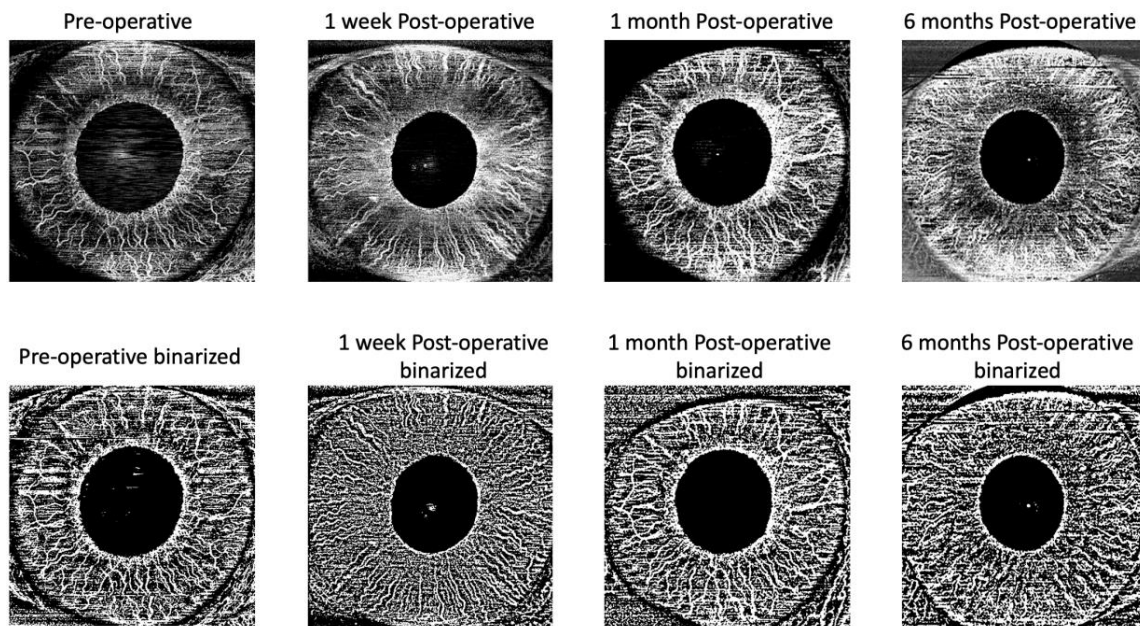 Pre-operative
1 week Post-operative
1 month Post-operative
6 months Post-operative
Pre-operative binarized
1 week Post-operative
binarized
1 month Post-operative
binarized
6 months Post-operative
binarized